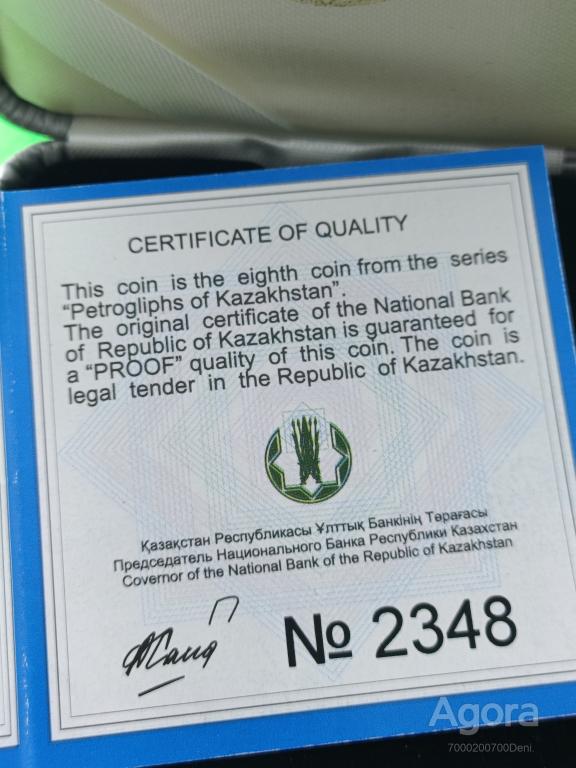 CERTIFICATE OF QUALITY
This coin is the eighth coin from the series
“Petrogliphs of Kazakhstan”.
The original certificate of the National Bank
of Republic of Kazakhstan is guaranteed for
a “PROOF” quality of this coin. The coin is
legal tender in the Republic of Kazakhstan.
Қазақстан Республикасы Ұлттық Банкінің Төрағасы
Председатель Национального Банка Республики Казахстан
Covernor of the National Bank of the Republic of Kazakhstan
№ 2348
Agora
7000200700Deni.